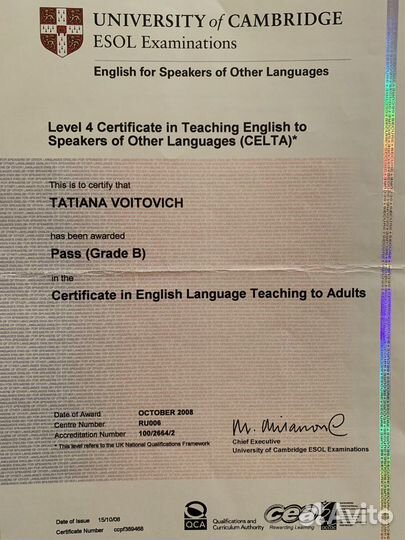 UNIVERSITY of CAMBRIDGE
ESOL Examinations
English for Speakers of Other Languages
Level 4 Certificate in Teaching English to
Speakers of Other Languages (CELTA)*
This is to certify that
TATIANA VOITOVICH
has been awarded
Pass (Grade B)
in the
Certificate in English Language Teaching to Adults
Date of Award OCTOBER 2008
Centre Number RU006
Accreditation Number 100/2664/2
* This level refers to the UK National Qualifications Framework
Chief Executive
University of Cambridge ESOL Examinations
Date of Issue 15/10/08
Certificate Number ccpf389468
QCA
Qualifications and
Curriculum Authority
Rewarding Learning
Avito